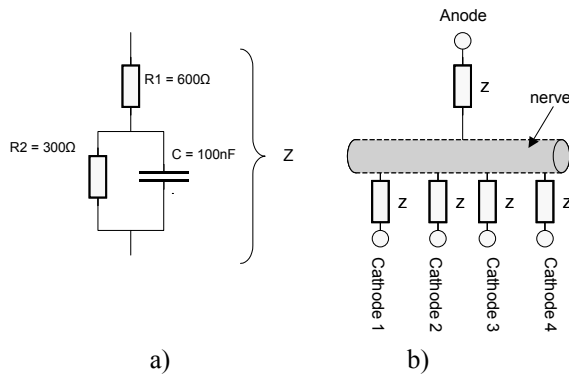 R1 = 600Ω
R2 = 300Ω
C = 100nF
Z
a)
Anode
z
nerve
z
z
z
z
Cathode 1
Cathode 2
Cathode 3
Cathode 4
b)